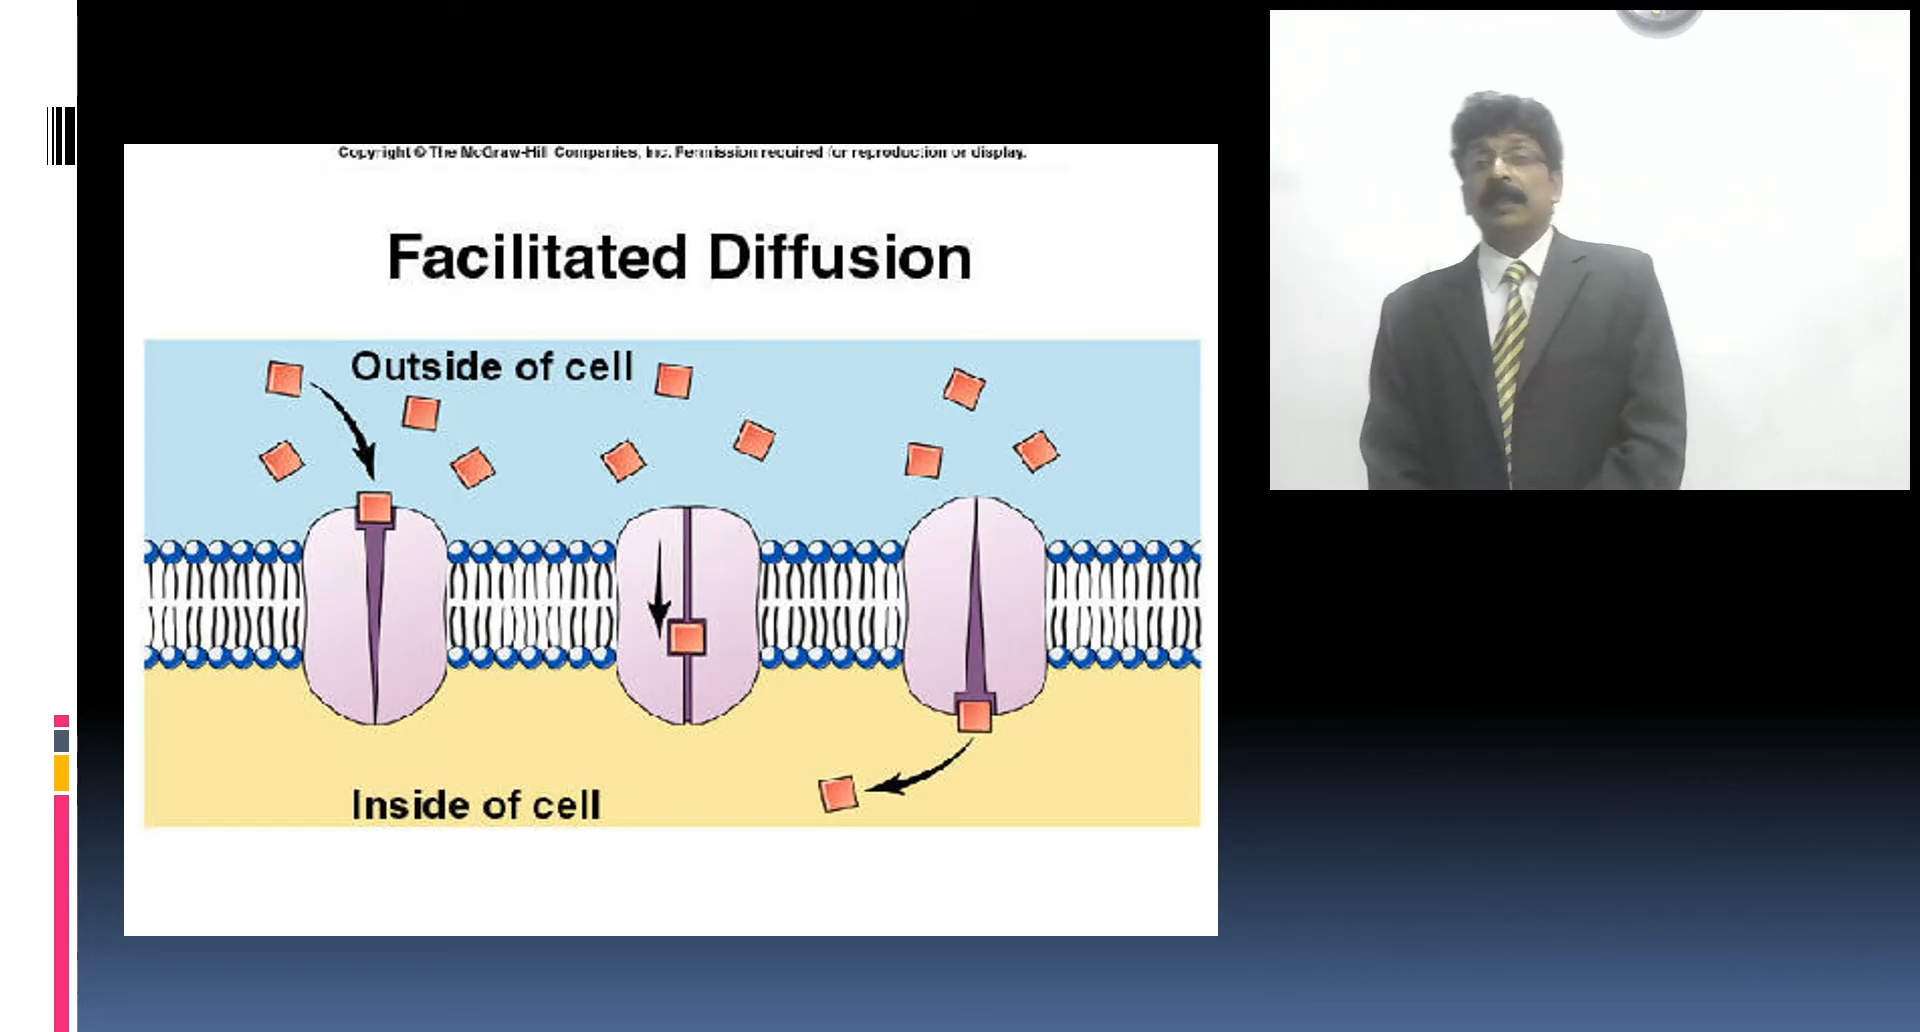 Copyright © The McGraw-Hill Companies, Inc. Permission required for reproduction or display.
Facilitated Diffusion
Outside of cell
Inside of cell